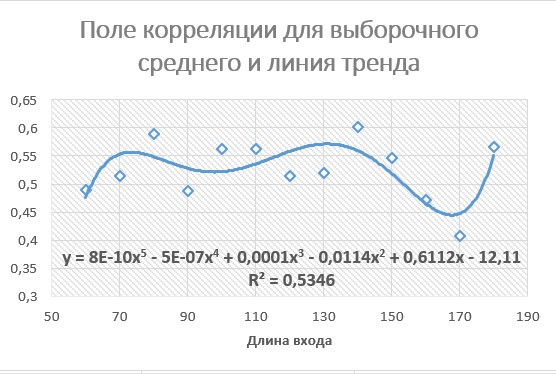 Поле корреляции для выборочного
среднего и линия тренда
0,65
0,6
0,55
0,5
0,45
0,4
0,35
0,3
y = 8E-10x⁵ - 5E-07x⁴ + 0,0001x³ - 0,0114x² + 0,6112x - 12,11
R² = 0,5346
50 70 90 110 130 150 170 190
Длина входа